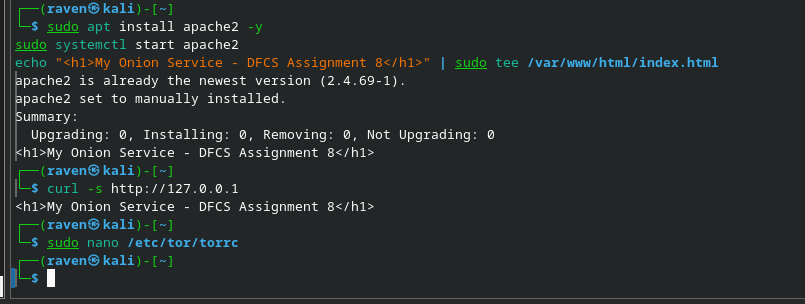 ┌──(raven㉿kali)-[~]
└─$ sudo apt install apache2 -y
sudo systemctl start apache2
echo "<h1>My Onion Service - DFCS Assignment 8</h1>" | sudo tee /var/www/html/index.html
apache2 is already the newest version (2.4.69-1).
apache2 set to manually installed.
Summary:
  Upgrading: 0, Installing: 0, Removing: 0, Not Upgrading: 0
<h1>My Onion Service - DFCS Assignment 8</h1>
┌──(raven㉿kali)-[~]
└─$ curl -s http://127.0.0.1
<h1>My Onion Service - DFCS Assignment 8</h1>
┌──(raven㉿kali)-[~]
└─$ sudo nano /etc/tor/torrc
┌──(raven㉿kali)-[~]
└─$